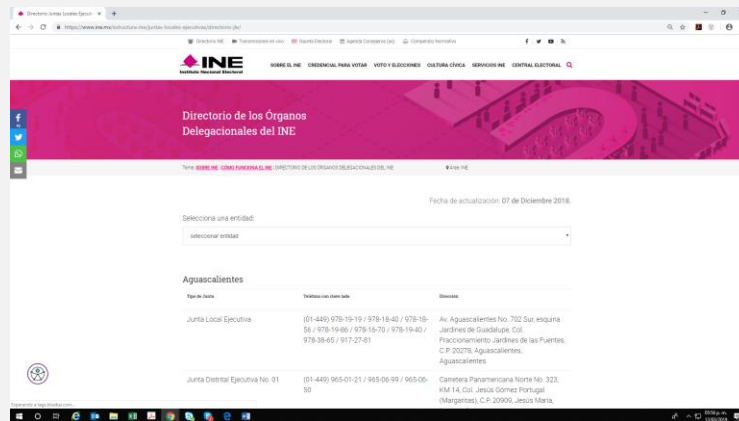 Directorio Juntas Locales Ejecuti
https://www.ine.mx/estructura-ine/juntas-locales-ejecutivas/directorio-jle/
Directorio INE Transmisiones en vivo Gaceta Electoral Agenda Consejeros (as) Compendio Normativo
INE
Instituto Nacional Electoral
SOBRE EL INE CREDENCIAL PARA VOTAR VOTO Y ELECCIONES CULTURA CÍVICA SERVICIOS INE CENTRAL ELECTORAL
Directorio de los Órganos
Delegacionales del INE
Tema: SOBRE INE | CÓMO FUNCIONA EL INE | DIRECTORIO DE LOS ÓRGANOS DELEGACIONALES DEL INE Área: INE
Fecha de actualización: 07 de Diciembre 2018.
Selecciona una entidad:
seleccionar entidad
Aguascalientes
Tipo de Junta Teléfono con clave lada Dirección
Junta Local Ejecutiva (01-449) 978-19-19 / 978-18-40 / 978-18- Av. Aguascalientes No. 702 Sur, esquina
56 / 978-19-86 / 978-16-70 / 978-19-40 / Jardines de Guadalupe, Col.
978-38-65 / 917-27-81 Fraccionamiento Jardines de las Fuentes,
C.P. 20278, Aguascalientes,
Aguascalientes.
Junta Distrital Ejecutiva No. 01 (01-449) 965-01-21 / 965-06-99 / 965-06- Carretera Panamericana Norte No. 323,
50 KM 14, Col. Jesús Gómez Portugal
(Margaritas), C.P. 20909, Jesús María,
Esperando a tags.bluekai.com...